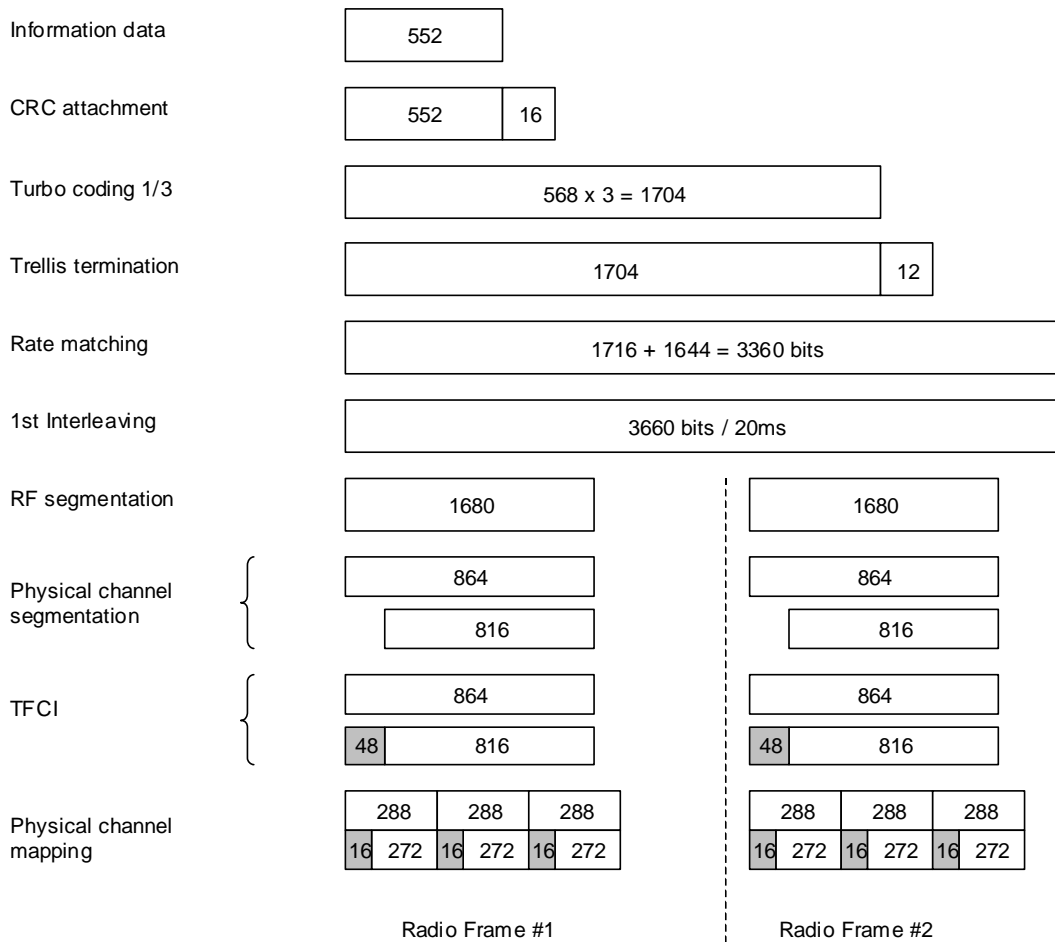 Information data
552
CRC attachment
552 16
Turbo coding 1/3
568 x 3 = 1704
Trellis termination
1704 12
Rate matching
1716 + 1644 = 3360 bits
1st Interleaving
3660 bits / 20ms
RF segmentation
1680 1680
Physical channel
segmentation
864 864
816 816
TFCI
864 864
48 816 48 816
Physical channel
mapping
288 288 288 288 288 288
16 272 16 272 16 272 16 272 16 272 16 272
Radio Frame #1 Radio Frame #2